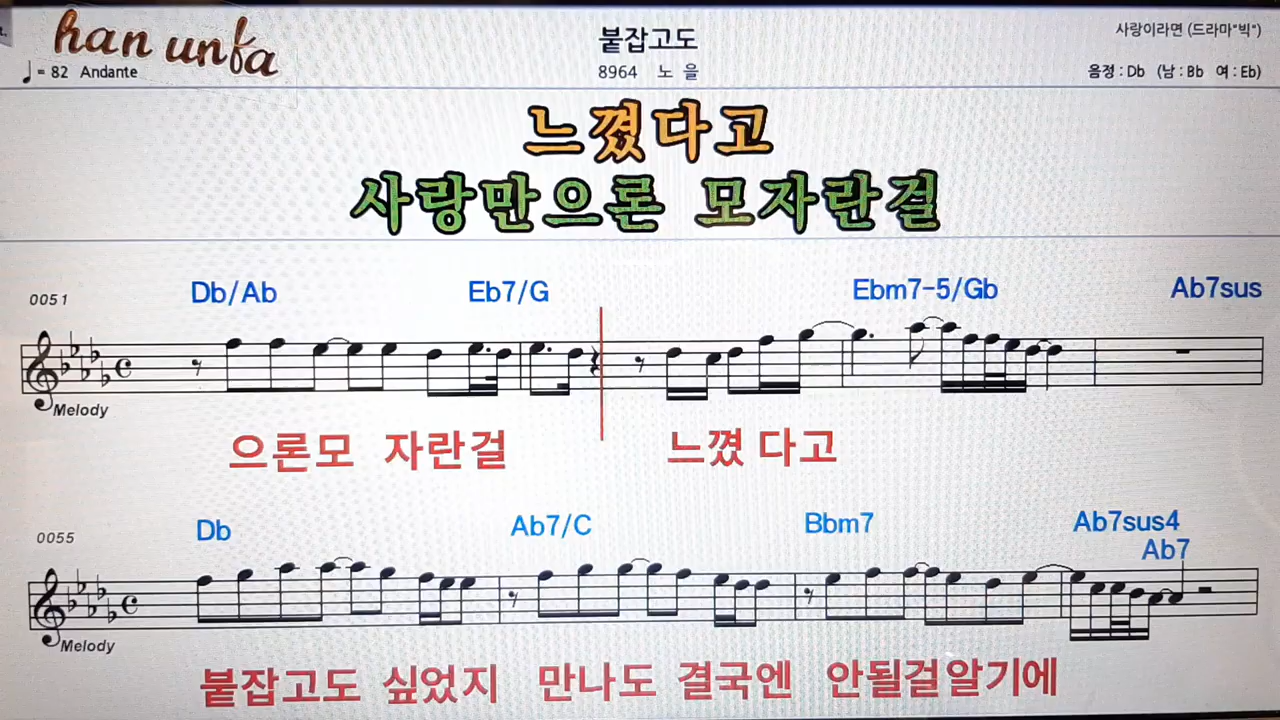 han unfa
붙잡고도
사랑이라면 (드라마"빅")
♩= 82 Andante
8964 노 을
음정 : Db (남 : Bb 여 : Eb)
느꼈다고
사랑만으론 모자란걸
0051
Db/Ab Eb7/G Ebm7-5/Gb Ab7sus
Melody
으론모 자란걸 느꼈 다고
0055
Db Ab7/C Bbm7 Ab7sus4
Ab7
Melody
붙잡고도 싶었지 만나도 결국엔 안될걸알기에